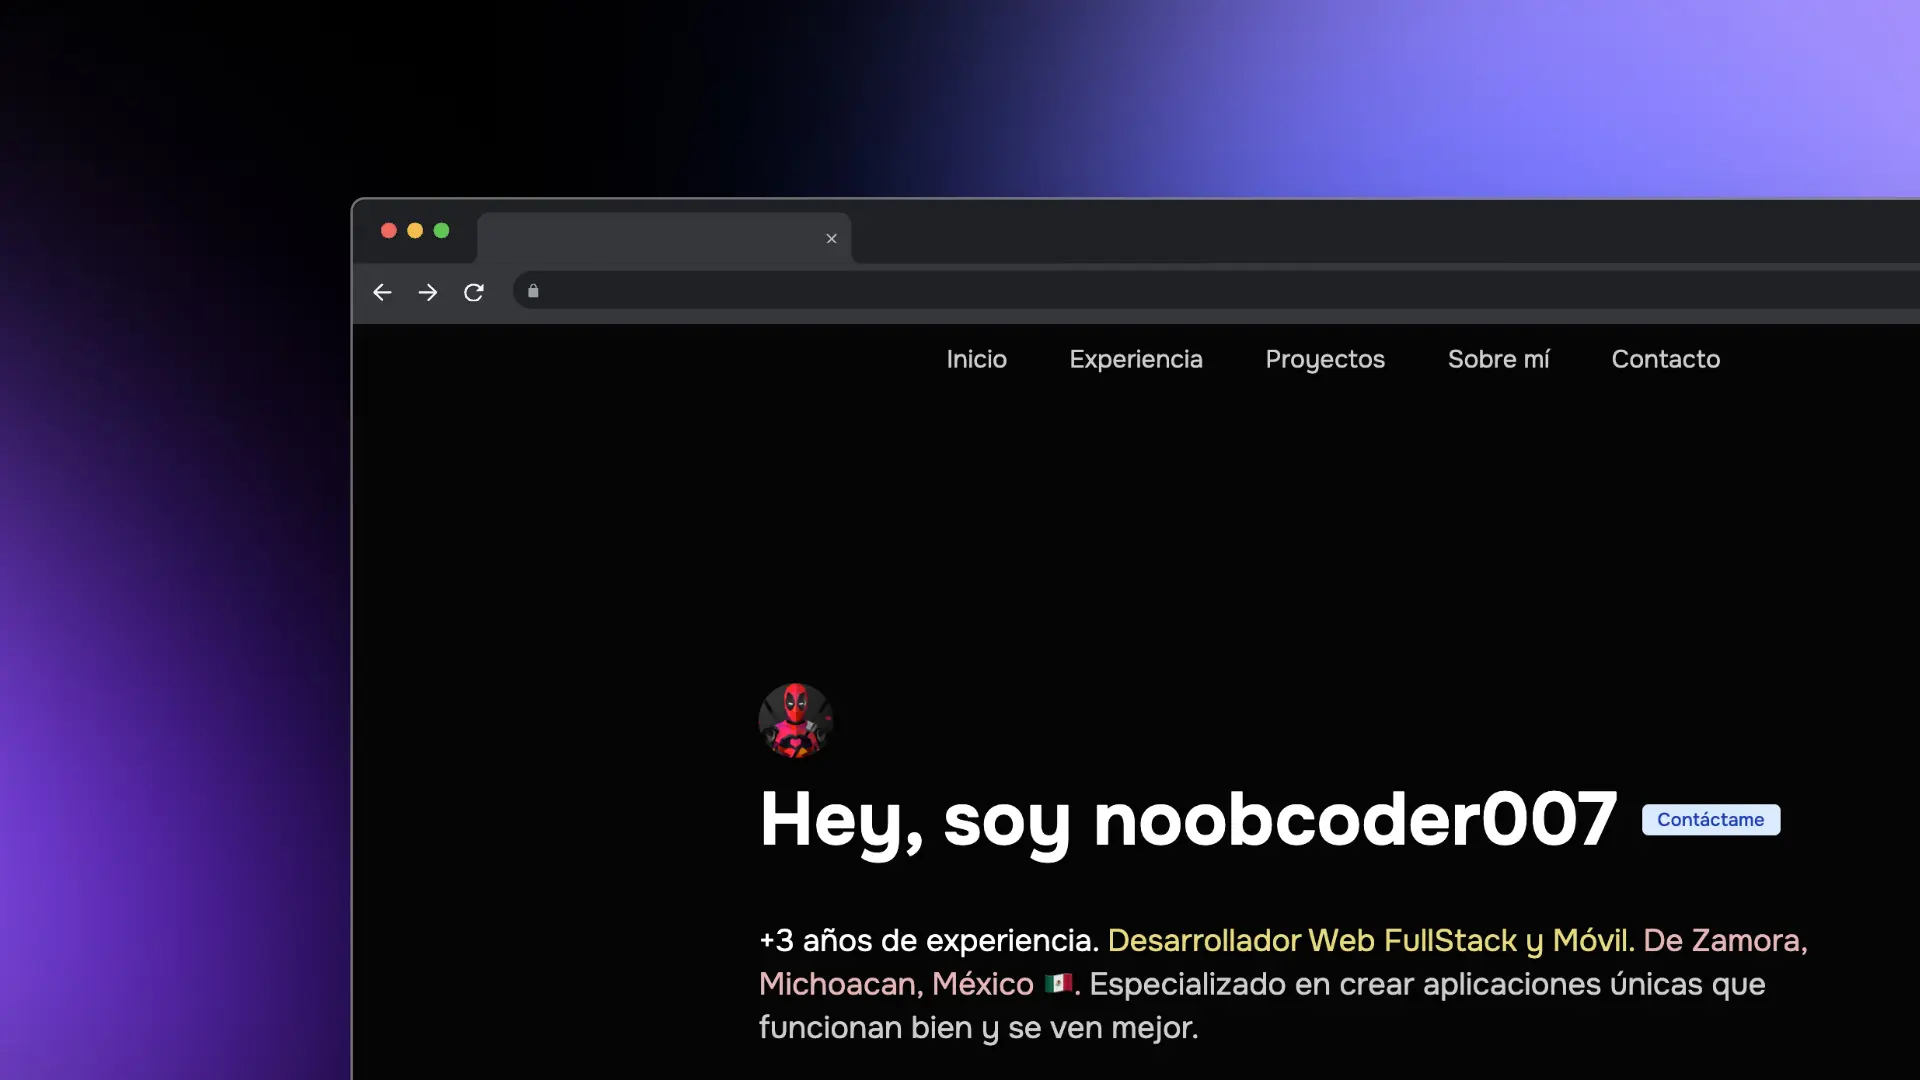 Inicio Experiencia Proyectos Sobre mí Contacto
Hey, soy noobcoder007 Contáctame
+3 años de experiencia. Desarrollador Web FullStack y Móvil. De Zamora,
Michoacan, México 🇲🇽. Especializado en crear aplicaciones únicas que
funcionan bien y se ven mejor.